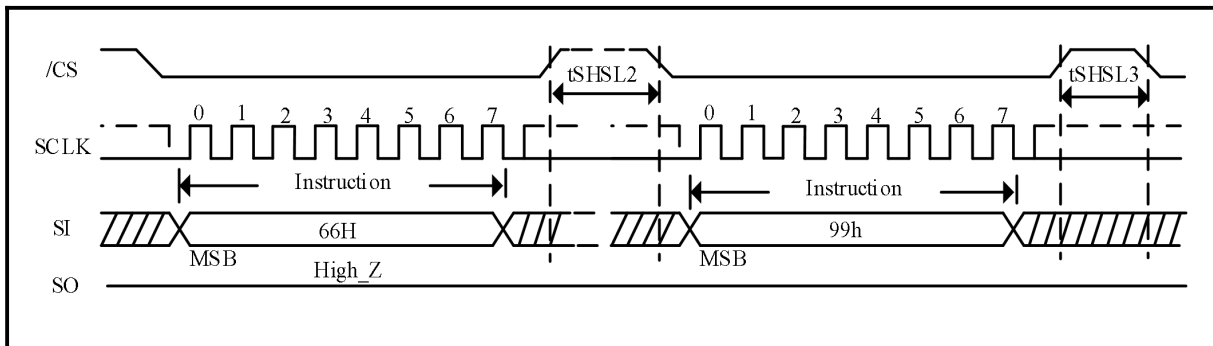 /CS
tSHSL2
tSHSL3
0 1 2 3 4 5 6 7
0 1 2 3 4 5 6 7
SCLK
Instruction
Instruction
SI
66H
99h
MSB
MSB
High_Z
SO